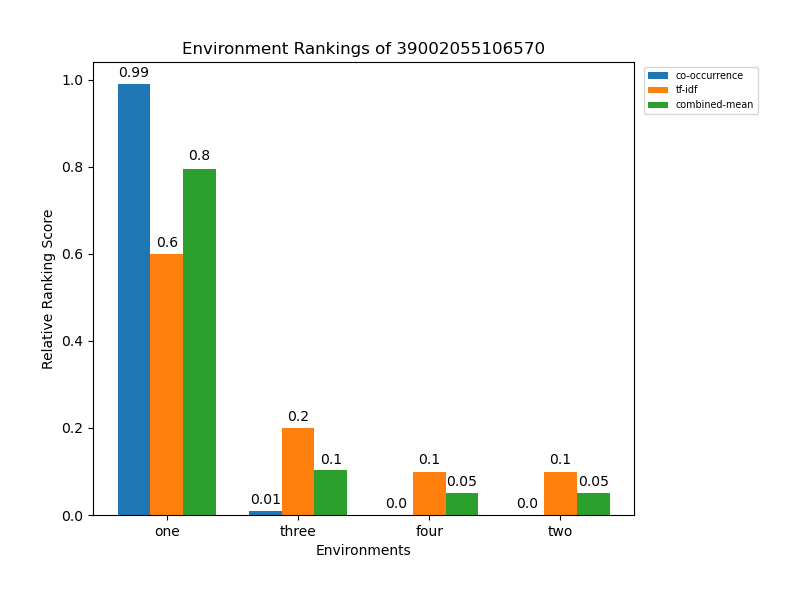 Environment Rankings of 39002055106570
co-occurrence
tf-idf
combined-mean
Relative Ranking Score
1.0
0.8
0.6
0.4
0.2
0.0
0.99
0.6
0.8
0.01
0.2
0.1
0.0
0.1
0.05
0.0
0.1
0.05
one three four two
Environments